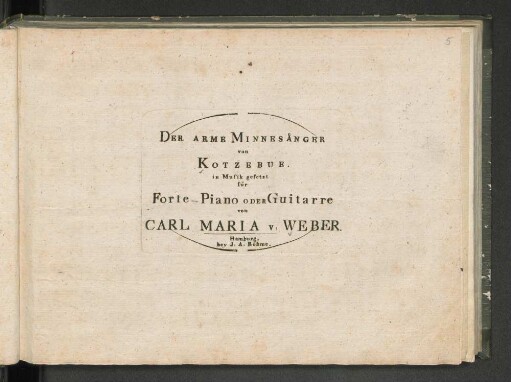 5
DER ARME MINNESÄNGER
von
KOTZEBUE.
in Musik gesetzt
für
Forte-Piano ODER Guitarre
von
CARL MARIA v. WEBER.
Hamburg,
bey J. A. Böhme.